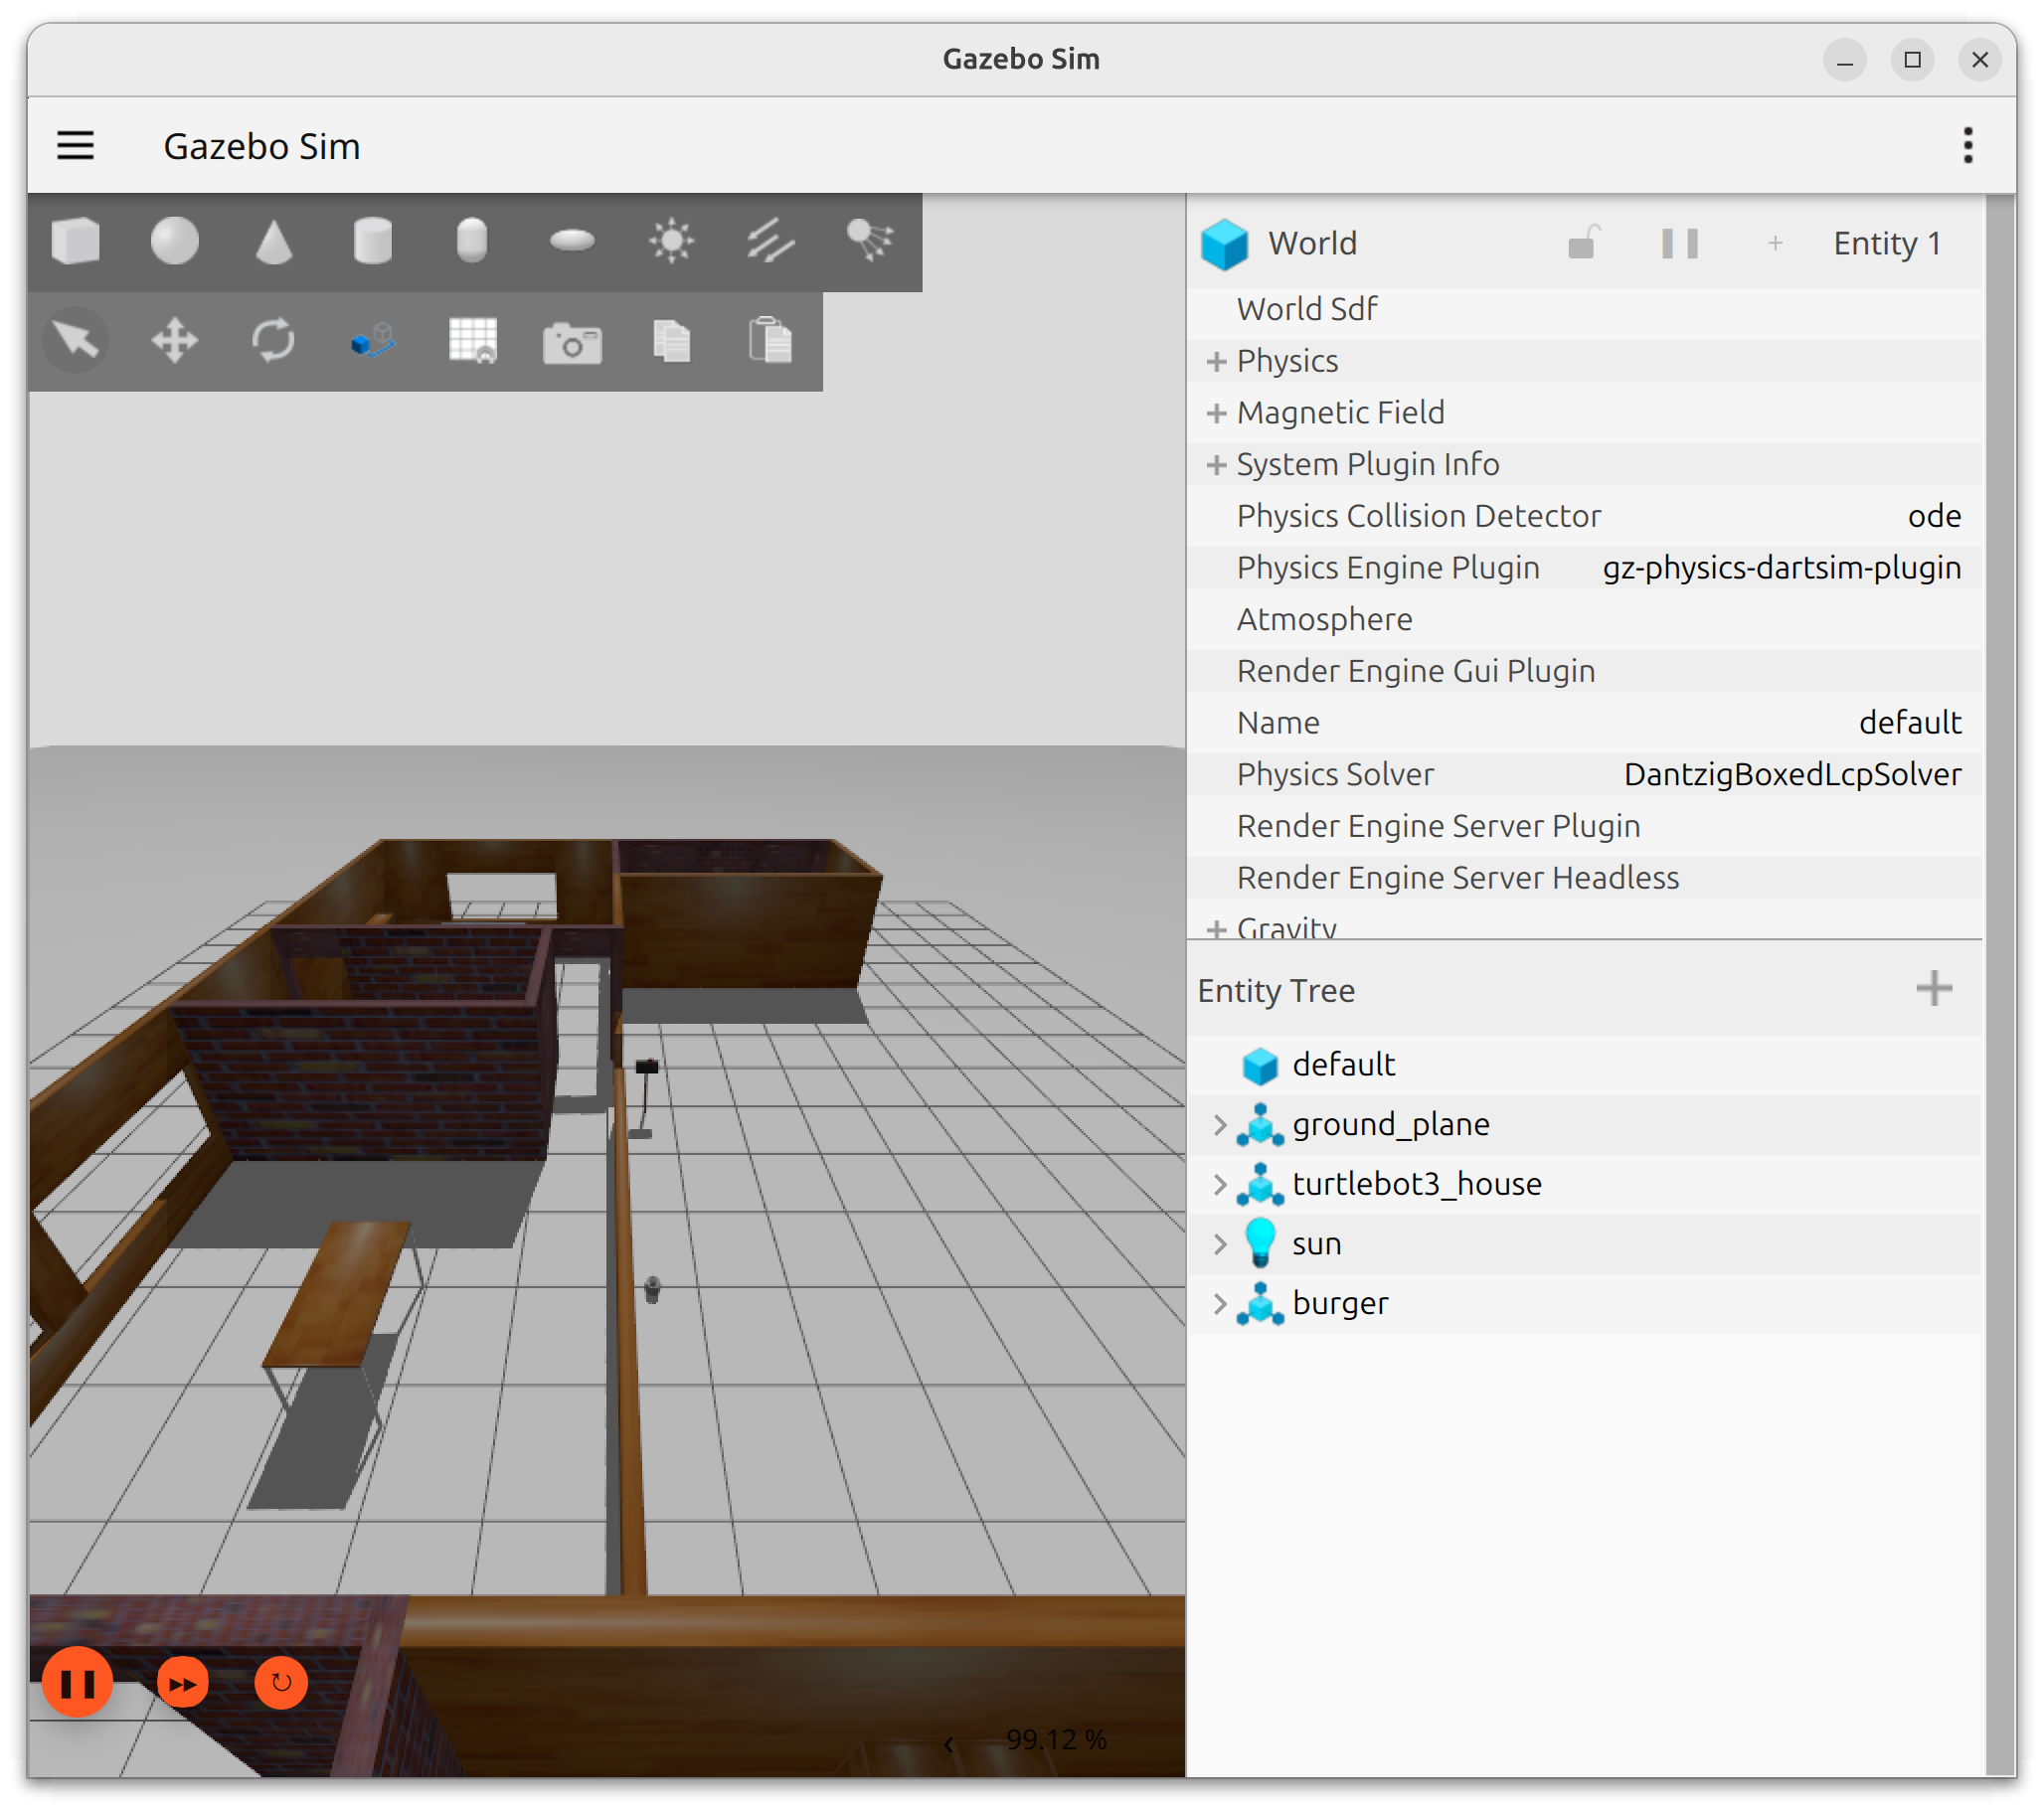 Gazebo Sim
Gazebo Sim
World + Entity 1
World Sdf
+ Physics
+ Magnetic Field
+ System Plugin Info
Physics Collision Detector ode
Physics Engine Plugin gz-physics-dartsim-plugin
Atmosphere
Render Engine Gui Plugin
Name default
Physics Solver DantzigBoxedLcpSolver
Render Engine Server Plugin
Render Engine Server Headless
+ Gravity
Entity Tree +
default
ground_plane
turtlebot3_house
sun
burger
99.12 %